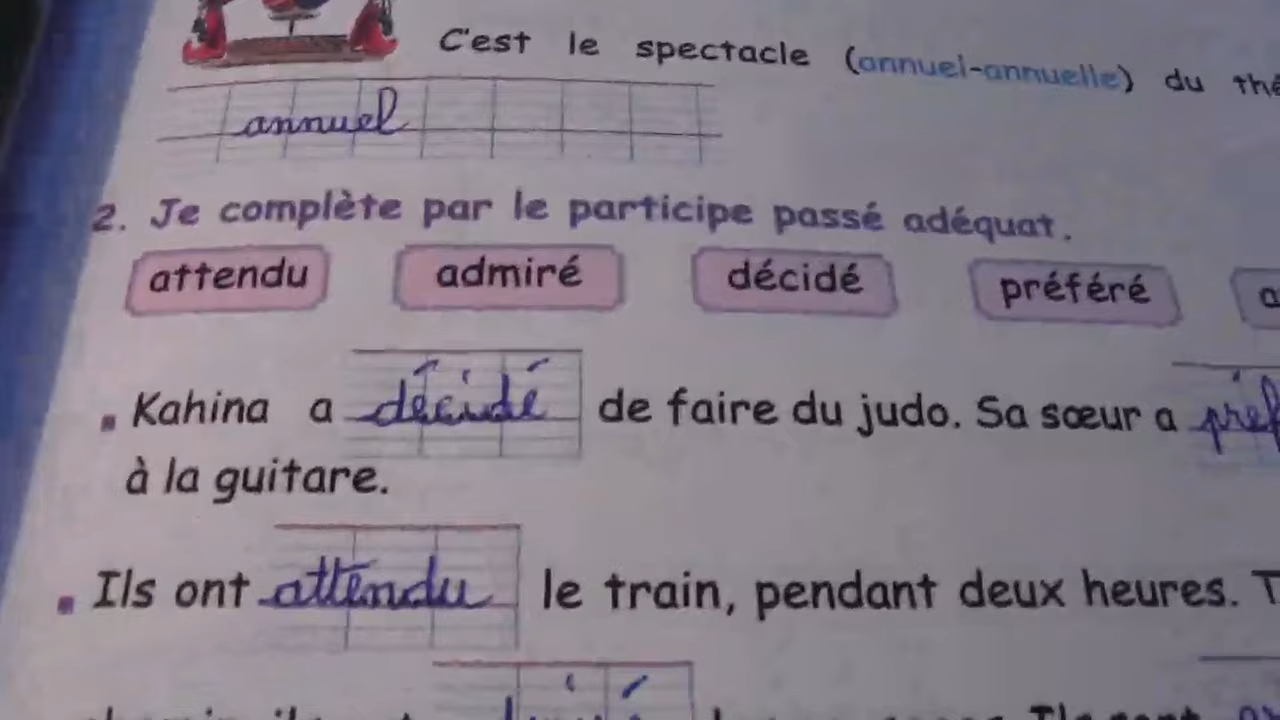 C'est le spectacle (annuel-annuelle) du
annuel
2. Je complète par le participe passé adéquat.
attendu admiré décidé préféré
Kahina a décidé de faire du judo. Sa sœur a
à la guitare.
Ils ont attendu le train, pendant deux heures.